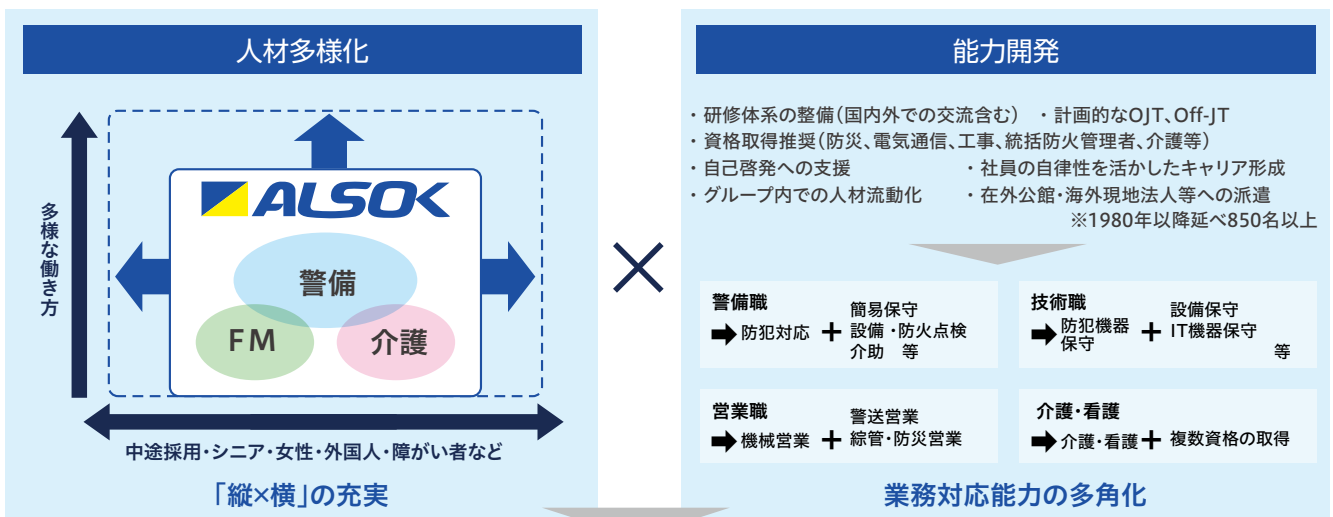 人材多様化
多様な働き方
ALSOK
警備
FM
介護
中途採用・シニア・女性・外国人・障がい者など
「縦×横」の充実
×
能力開発
・研修体系の整備(国内外での交流含む) ・計画的なOJT、Off-JT
・資格取得推奨(防災、電気通信、工事、統括防火管理者、介護等)
・自己啓発への支援 ・社員の自律性を活かしたキャリア形成
・グループ内での人材流動化 ・在外公館・海外現地法人等への派遣
※1980年以降延べ850名以上
警備職
➡防犯対応 + 簡易保守
設備・防火点検
介助 等
技術職
➡防犯機器
保守 + 設備保守
IT機器保守
等
営業職
➡機械営業 + 警送営業
綜管・防災営業
介護・看護
➡介護・看護 + 複数資格の取得
業務対応能力の多角化